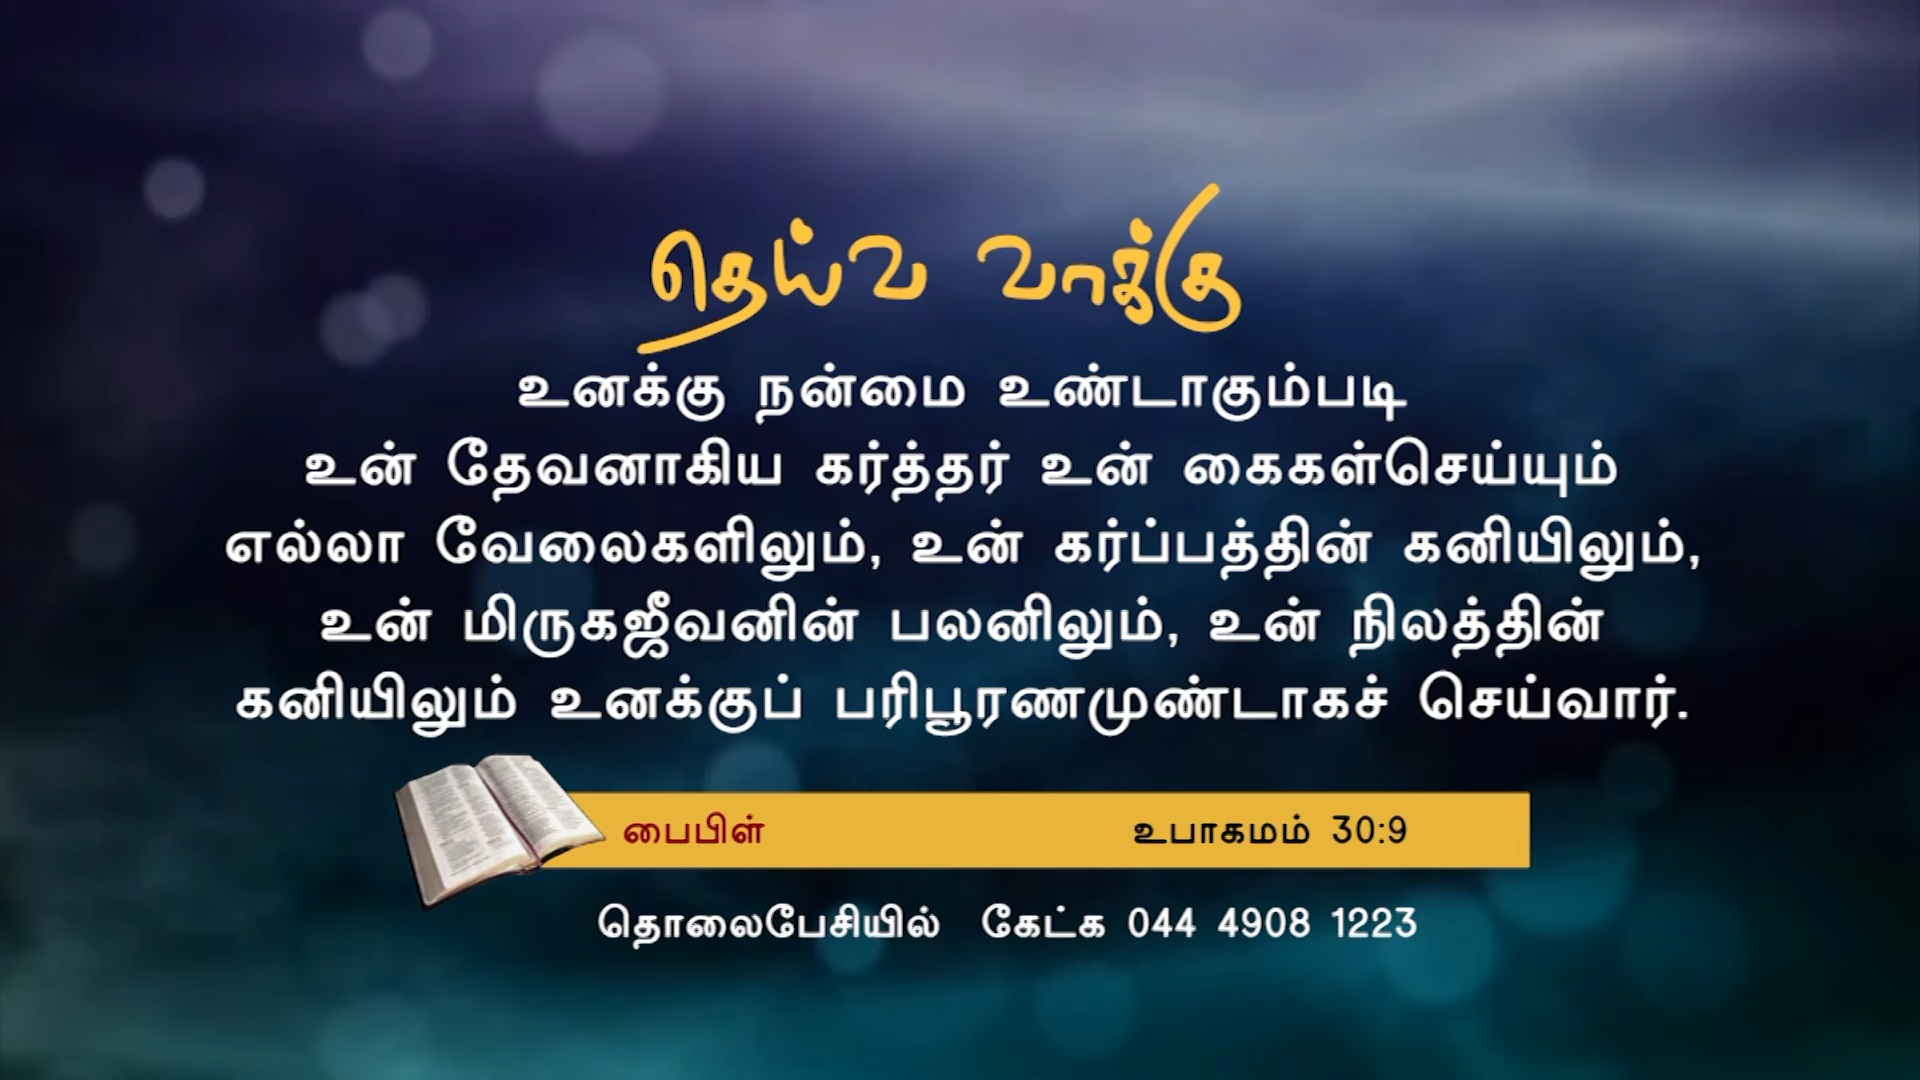 தெய்வ வாக்கு
உனக்கு நன்மை உண்டாகும்படி
உன் தேவனாகிய கர்த்தர் உன் கைகள்செய்யும்
எல்லா வேலைகளிலும், உன் கர்ப்பத்தின் கனியிலும்,
உன் மிருகஜீவனின் பலனிலும், உன் நிலத்தின்
கனியிலும் உனக்குப் பரிபூரணமுண்டாகச் செய்வார்.
பைபிள் உபாகமம் 30:9
தொலைபேசியில் கேட்க 044 4908 1223